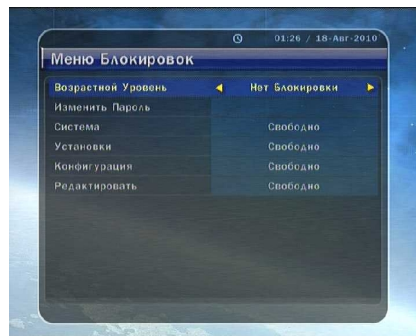 01:26 / 18-Авг-2010
Меню Блокировок
Возрастной Уровень Нет Блокировки
Изменить Пароль
Система Свободно
Установки Свободно
Конфигурация Свободно
Редактировать Свободно